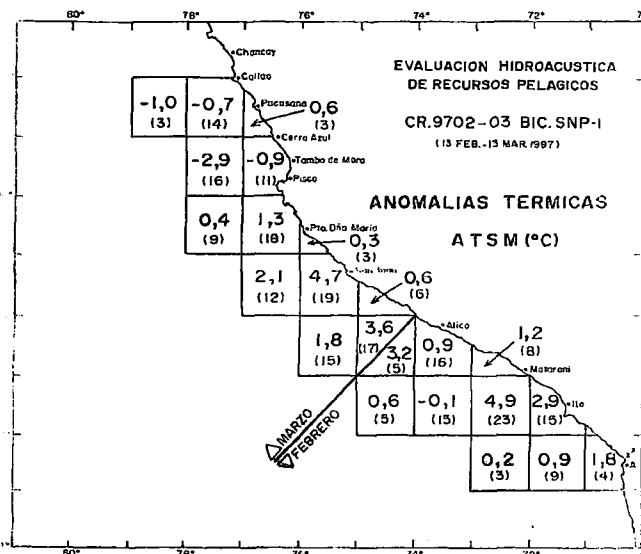 80° 78° 76° 74° 72° 70°
Chancay
Callao
EVALUACION HIDROACUSTICA
DE RECURSOS PELAGICOS
CR.9702-03 BIC. SNP-1
(13 FEB.-13 MAR.1997)
-1,0 -0,7 Pucusana 0,6
(3) (14) (3)
Cerro Azul
-2,9 -0,9 Tambo de Mora
(16) (11) Pisco
ANOMALIAS TERMICAS
ATSM (°C)
0,4 1,3 Pta. Dña María 0,3
(9) (18) (3)
2,1 4,7 0,6
(12) (19) (6)
1,8 3,6 3,2 0,9 Atico 1,2
(15) (17) (5) (16) (8)
Matarani
0,6 -0,1 4,9 2,9 Ilo
(5) (15) (23) (15)
MARZO
FEBRERO
0,2 0,9 1,8
(3) (9) (4)
80° 78° 76° 74° 72°